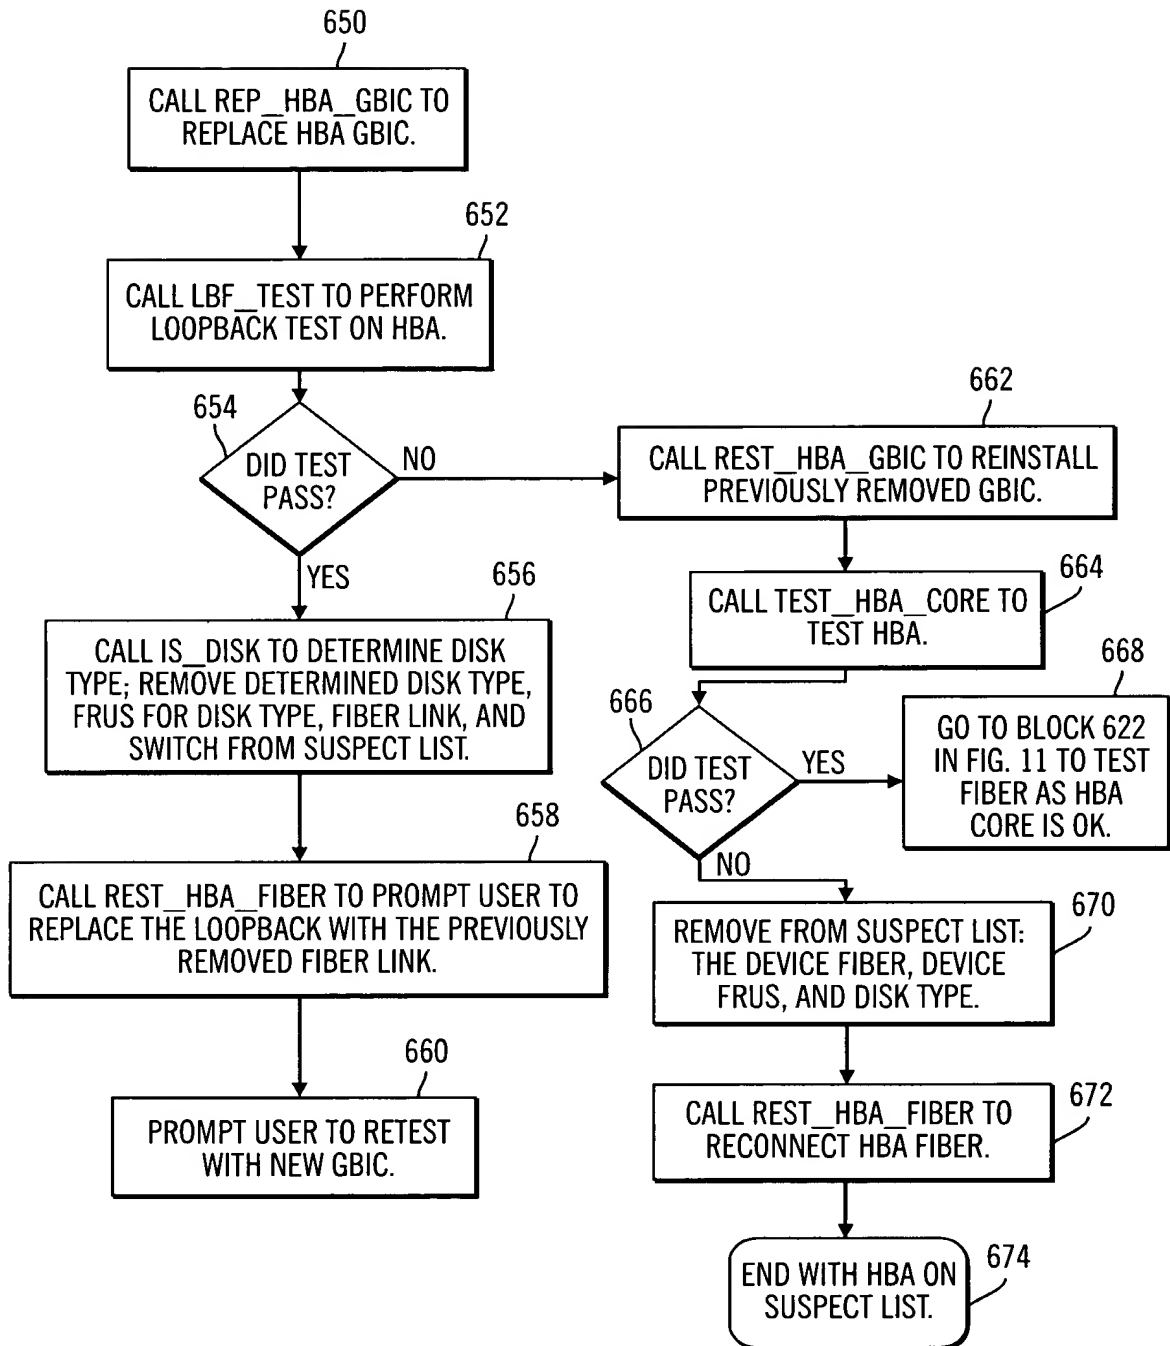 650
CALL REP_HBA_GBIC TO
REPLACE HBA GBIC.
652
CALL LBF_TEST TO PERFORM
LOOPBACK TEST ON HBA.
654
DID TEST
PASS?
NO
YES
656
CALL IS_DISK TO DETERMINE DISK
TYPE; REMOVE DETERMINED DISK TYPE,
FRUS FOR DISK TYPE, FIBER LINK, AND
SWITCH FROM SUSPECT LIST.
658
CALL REST_HBA_FIBER TO PROMPT USER TO
REPLACE THE LOOPBACK WITH THE PREVIOUSLY
REMOVED FIBER LINK.
660
PROMPT USER TO RETEST
WITH NEW GBIC.
662
CALL REST_HBA_GBIC TO REINSTALL
PREVIOUSLY REMOVED GBIC.
664
CALL TEST_HBA_CORE TO
TEST HBA.
666
DID TEST
PASS?
YES
668
GO TO BLOCK 622
IN FIG. 11 TO TEST
FIBER AS HBA
CORE IS OK.
NO
670
REMOVE FROM SUSPECT LIST:
THE DEVICE FIBER, DEVICE
FRUS, AND DISK TYPE.
672
CALL REST_HBA_FIBER TO
RECONNECT HBA FIBER.
674
END WITH HBA ON
SUSPECT LIST.